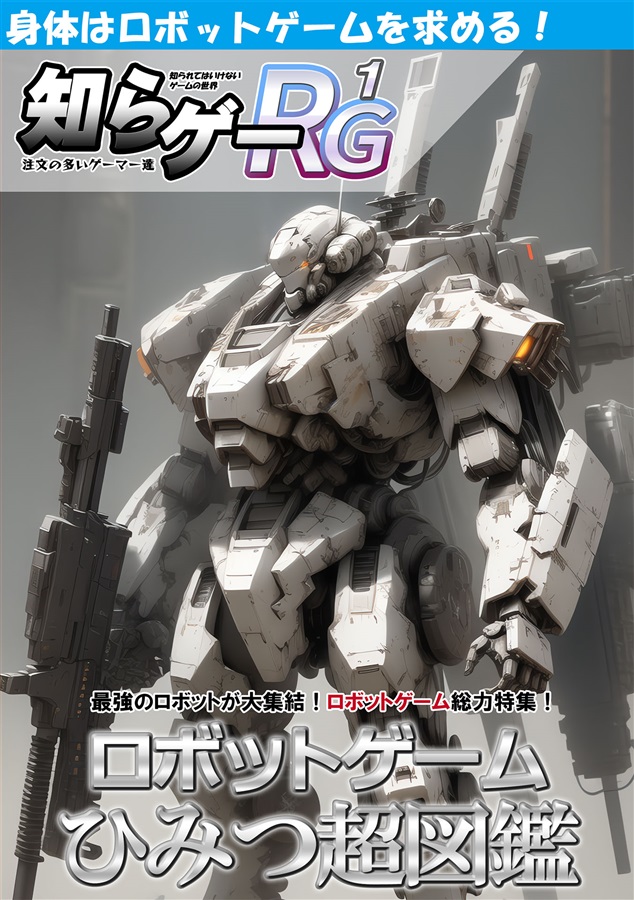 身体はロボットゲームを求める！
知られてはいけない
ゲームの世界
知らゲーRG1
注文の多いゲーマー達
最強のロボットが大集結！ロボットゲーム総力特集！
ロボットゲーム
ひみつ超図鑑